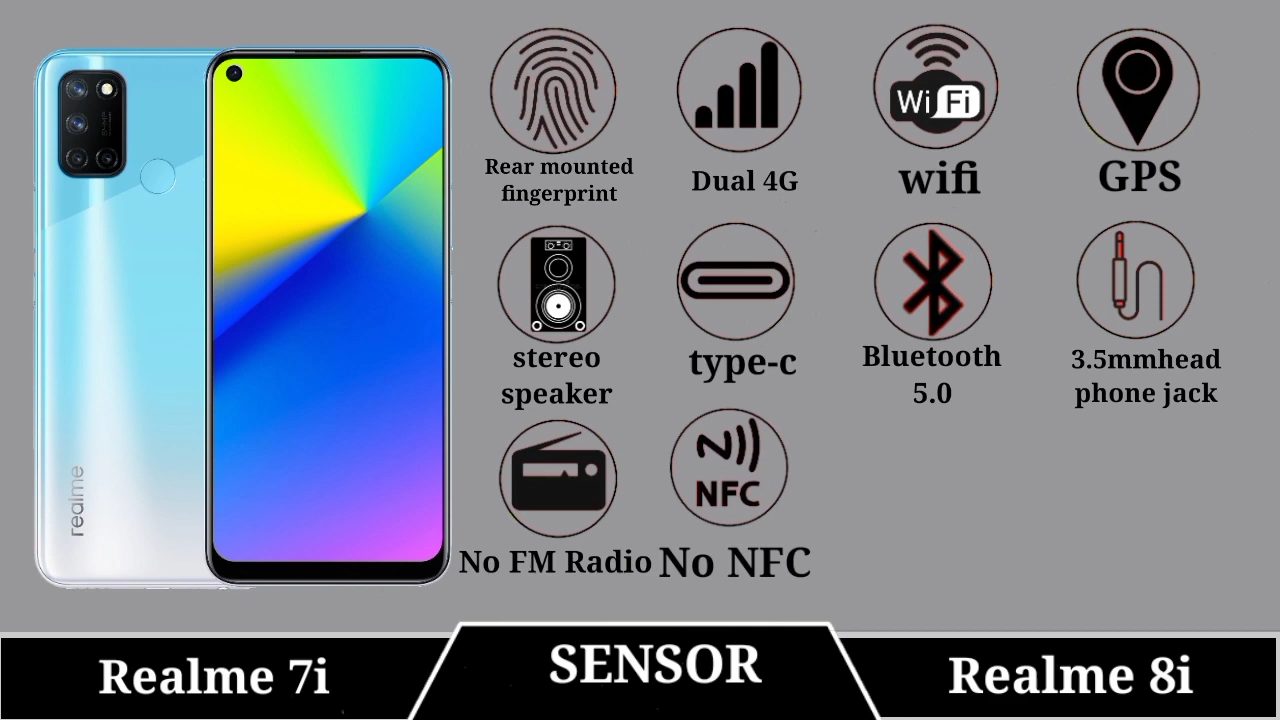 Rear mounted
fingerprint
Dual 4G
Wi Fi
wifi
GPS
stereo
speaker
type-c
Bluetooth
5.0
3.5mmhead
phone jack
No FM Radio
NFC
No NFC
realme
Realme 7i
SENSOR
Realme 8i